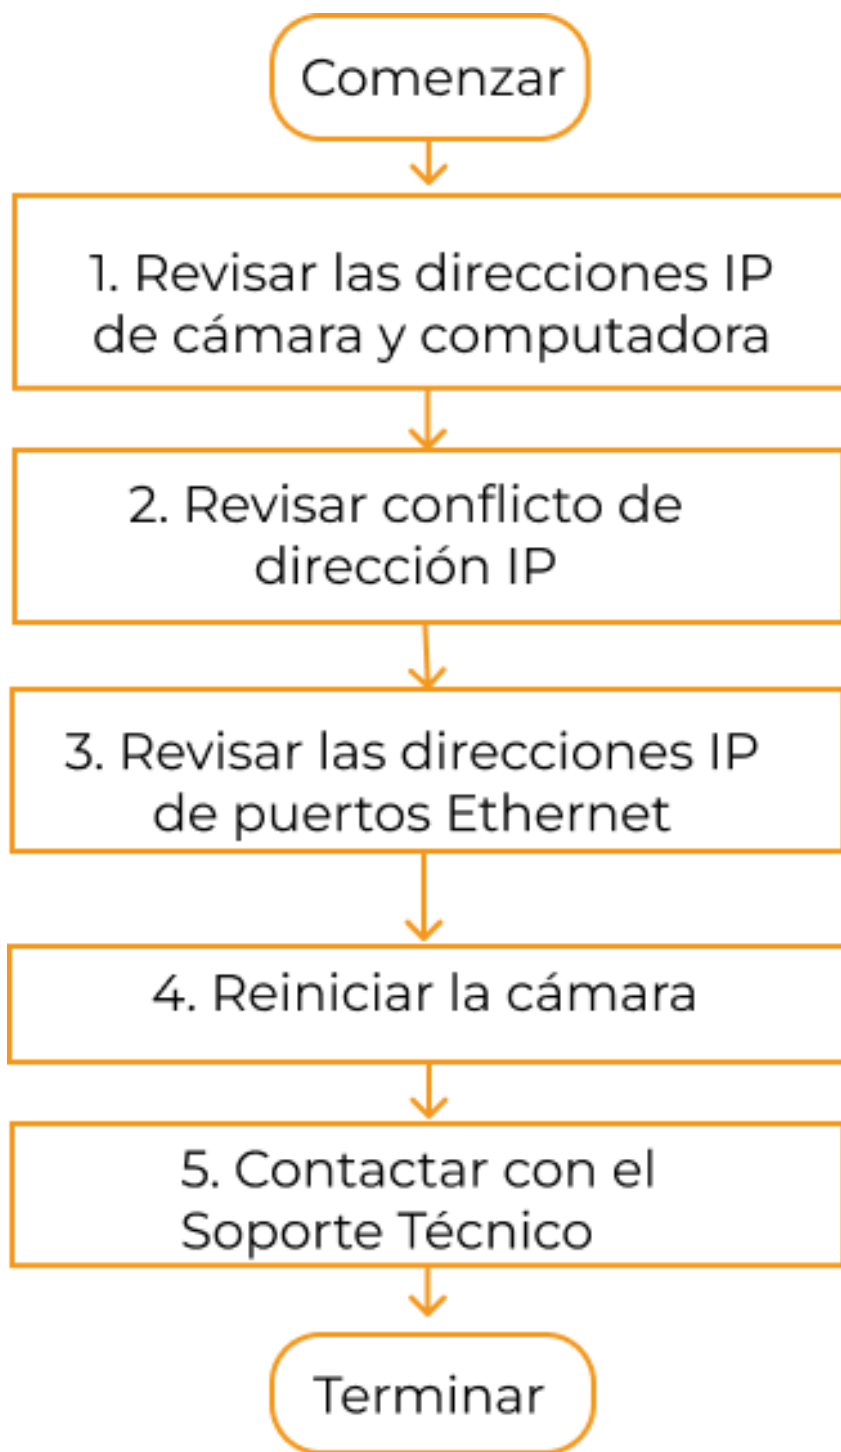 Comenzar
1. Revisar las direcciones IP
de cámara y computadora
2. Revisar conflicto de
dirección IP
3. Revisar las direcciones IP
de puertos Ethernet
4. Reiniciar la cámara
5. Contactar con el
Soporte Técnico
Terminar